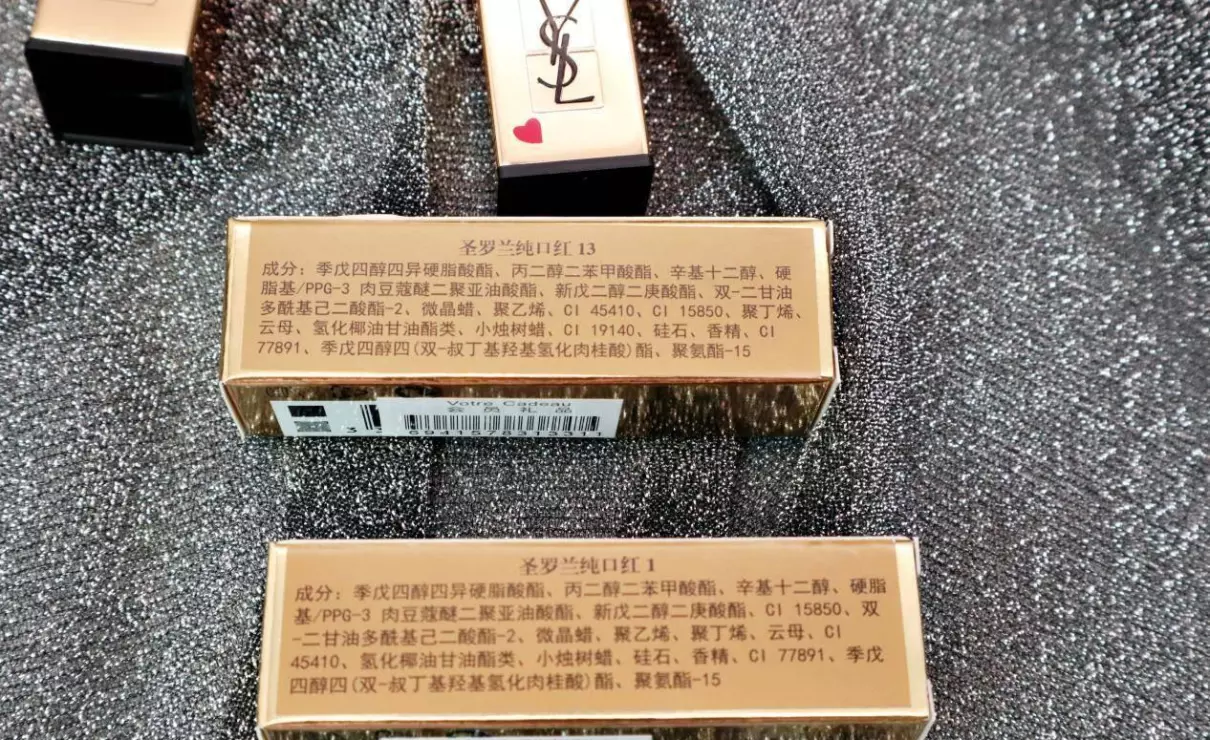 YSL
圣罗兰纯口红 13
成分：季戊四醇四异硬脂酸酯、丙二醇二苯甲酸酯、辛基十二醇、硬
脂基/PPG-3 肉豆蔻醚二聚亚油酸酯、新戊二醇二庚酸酯、双-二甘油
多酰基己二酸酯-2、微晶蜡、聚乙烯、CI 45410、CI 15850、聚丁烯、
云母、氢化椰油甘油酯类、小烛树蜡、CI 19140、硅石、香精、CI
77891、季戊四醇四(双-叔丁基羟基氢化肉桂酸)酯、聚氨酯-15
Votre Cadeau
会员礼品
6941578313311
圣罗兰纯口红 1
成分：季戊四醇四异硬脂酸酯、丙二醇二苯甲酸酯、辛基十二醇、硬脂
基/PPG-3 肉豆蔻醚二聚亚油酸酯、新戊二醇二庚酸酯、CI 15850、双
-二甘油多酰基己二酸酯-2、微晶蜡、聚乙烯、聚丁烯、云母、CI
45410、氢化椰油甘油酯类、小烛树蜡、硅石、香精、CI 77891、季戊
四醇四(双-叔丁基羟基氢化肉桂酸)酯、聚氨酯-15